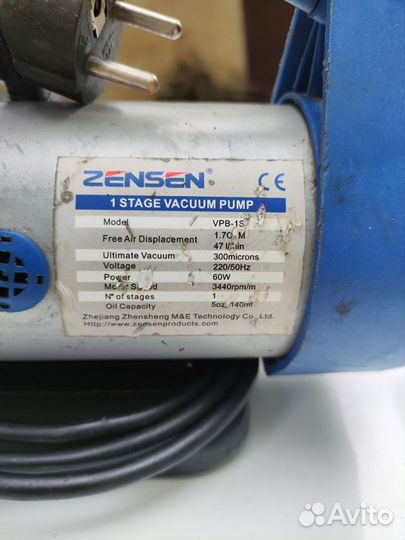 ZENSEN® CE
1 STAGE VACUUM PUMP
Model VPB-1S
Free Air Displacement 1.7C M
47 l/min
Ultimate Vacuum 300microns
Voltage 220/50Hz
Power 60W
Motor Speed 3440rpm/m
N° of stages 1
Oil Capacity 5oz, 140ml
Zhejiang Zhensheng M&E Technology Co., Ltd.
Http://www.zensenproducts.com
Avito